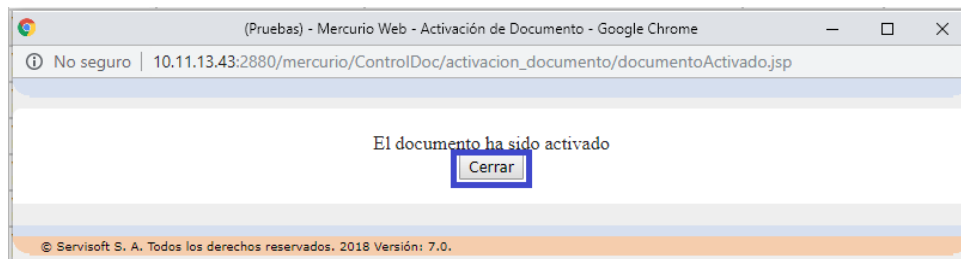 (Pruebas) - Mercurio Web - Activación de Documento - Google Chrome
No seguro | 10.11.13.43:2880/mercurio/ControlDoc/activacion_documento/documentoActivado.jsp
El documento ha sido activado
Cerrar
© Servisoft S. A. Todos los derechos reservados. 2018 Versión: 7.0.